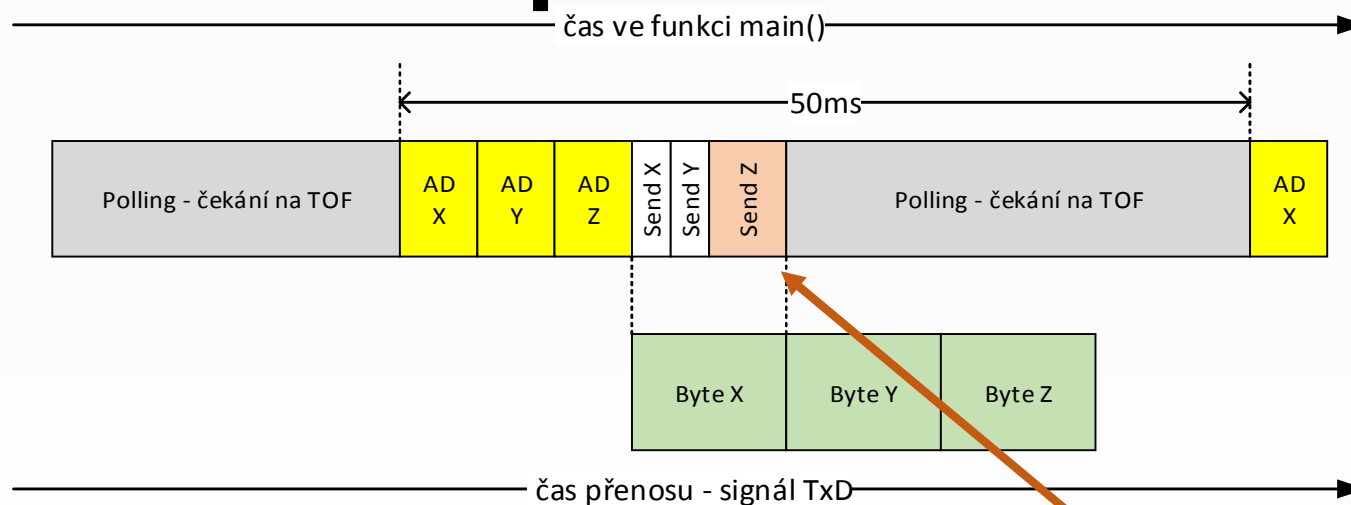 čas ve funkci main()
50ms
Polling - čekání na TOF
AD
X
AD
Y
AD
Z
Send X
Send Y
Send Z
Polling - čekání na TOF
AD
X
Byte X
Byte Y
Byte Z
čas přenosu - signál TxD